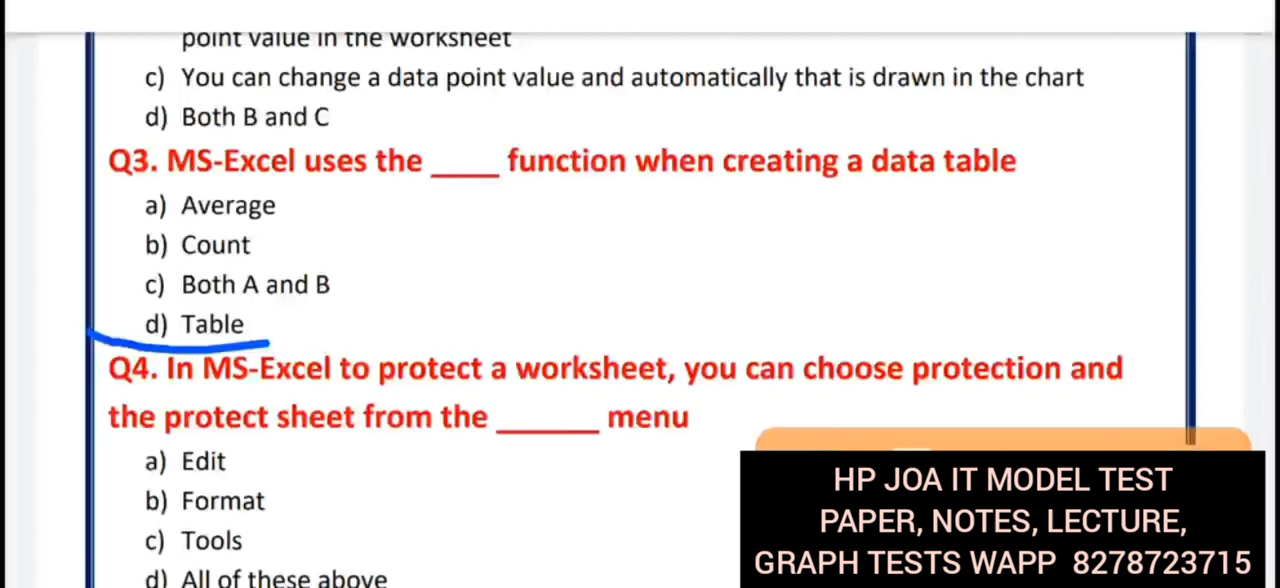 point value in the worksheet
c) You can change a data point value and automatically that is drawn in the chart
d) Both B and C
Q3. MS-Excel uses the ____ function when creating a data table
a) Average
b) Count
c) Both A and B
d) Table
Q4. In MS-Excel to protect a worksheet, you can choose protection and
the protect sheet from the ______ menu
a) Edit
b) Format
c) Tools
d) All of these above
HP JOA IT MODEL TEST
PAPER, NOTES, LECTURE,
GRAPH TESTS WAPP 8278723715